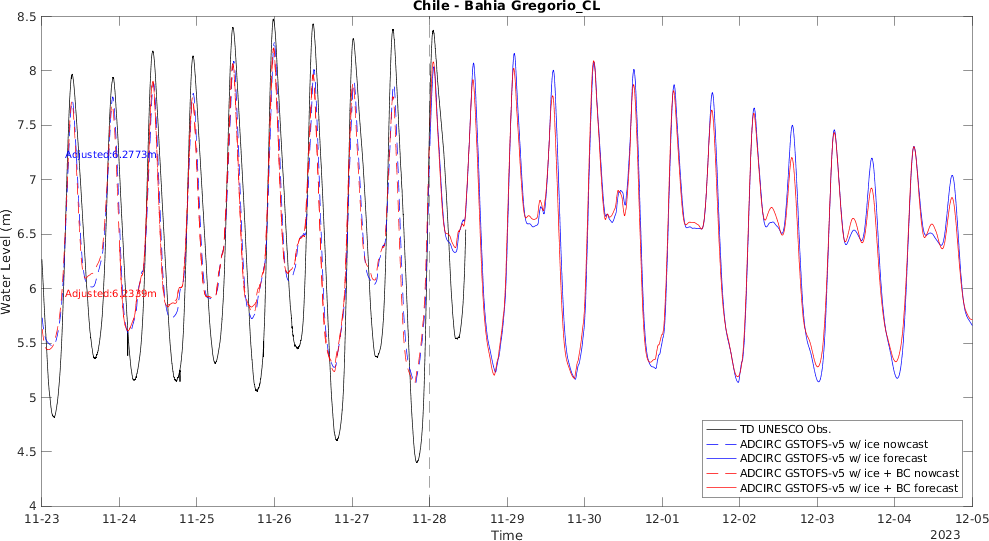 Chile - Bahia Gregorio_CL
Water Level (m)
8.5
8
7.5
7
6.5
6
5.5
5
4.5
4
Adjusted:6.2773m
Adjusted:6.2339m
TD UNESCO Obs.
ADCIRC GSTOFS-v5 w/ ice nowcast
ADCIRC GSTOFS-v5 w/ ice forecast
ADCIRC GSTOFS-v5 w/ ice + BC nowcast
ADCIRC GSTOFS-v5 w/ ice + BC forecast
11-23 11-24 11-25 11-26 11-27 11-28 11-29 11-30 12-01 12-02 12-03 12-04 12-05
Time
2023